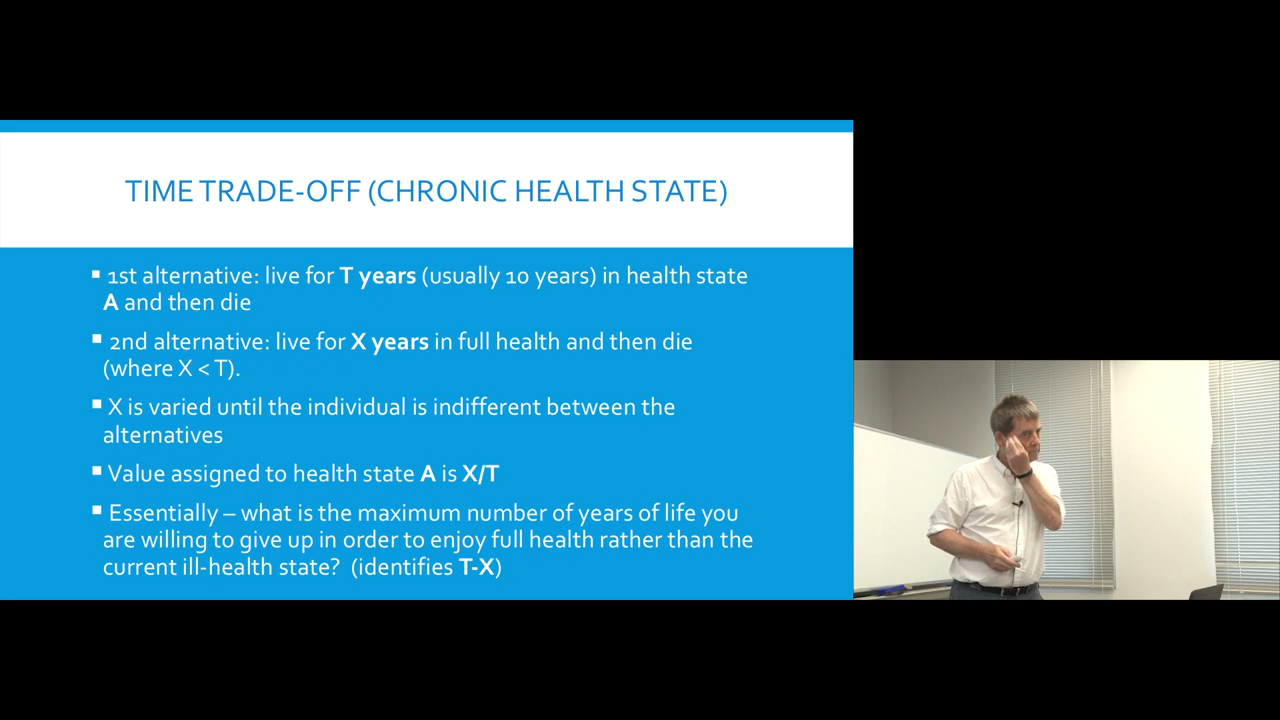 TIME TRADE-OFF (CHRONIC HEALTH STATE)
▪ 1st alternative: live for T years (usually 10 years) in health state
A and then die
▪ 2nd alternative: live for X years in full health and then die
(where X < T).
▪ X is varied until the individual is indifferent between the
alternatives
▪ Value assigned to health state A is X/T
▪ Essentially – what is the maximum number of years of life you
are willing to give up in order to enjoy full health rather than the
current ill-health state? (identifies T-X)